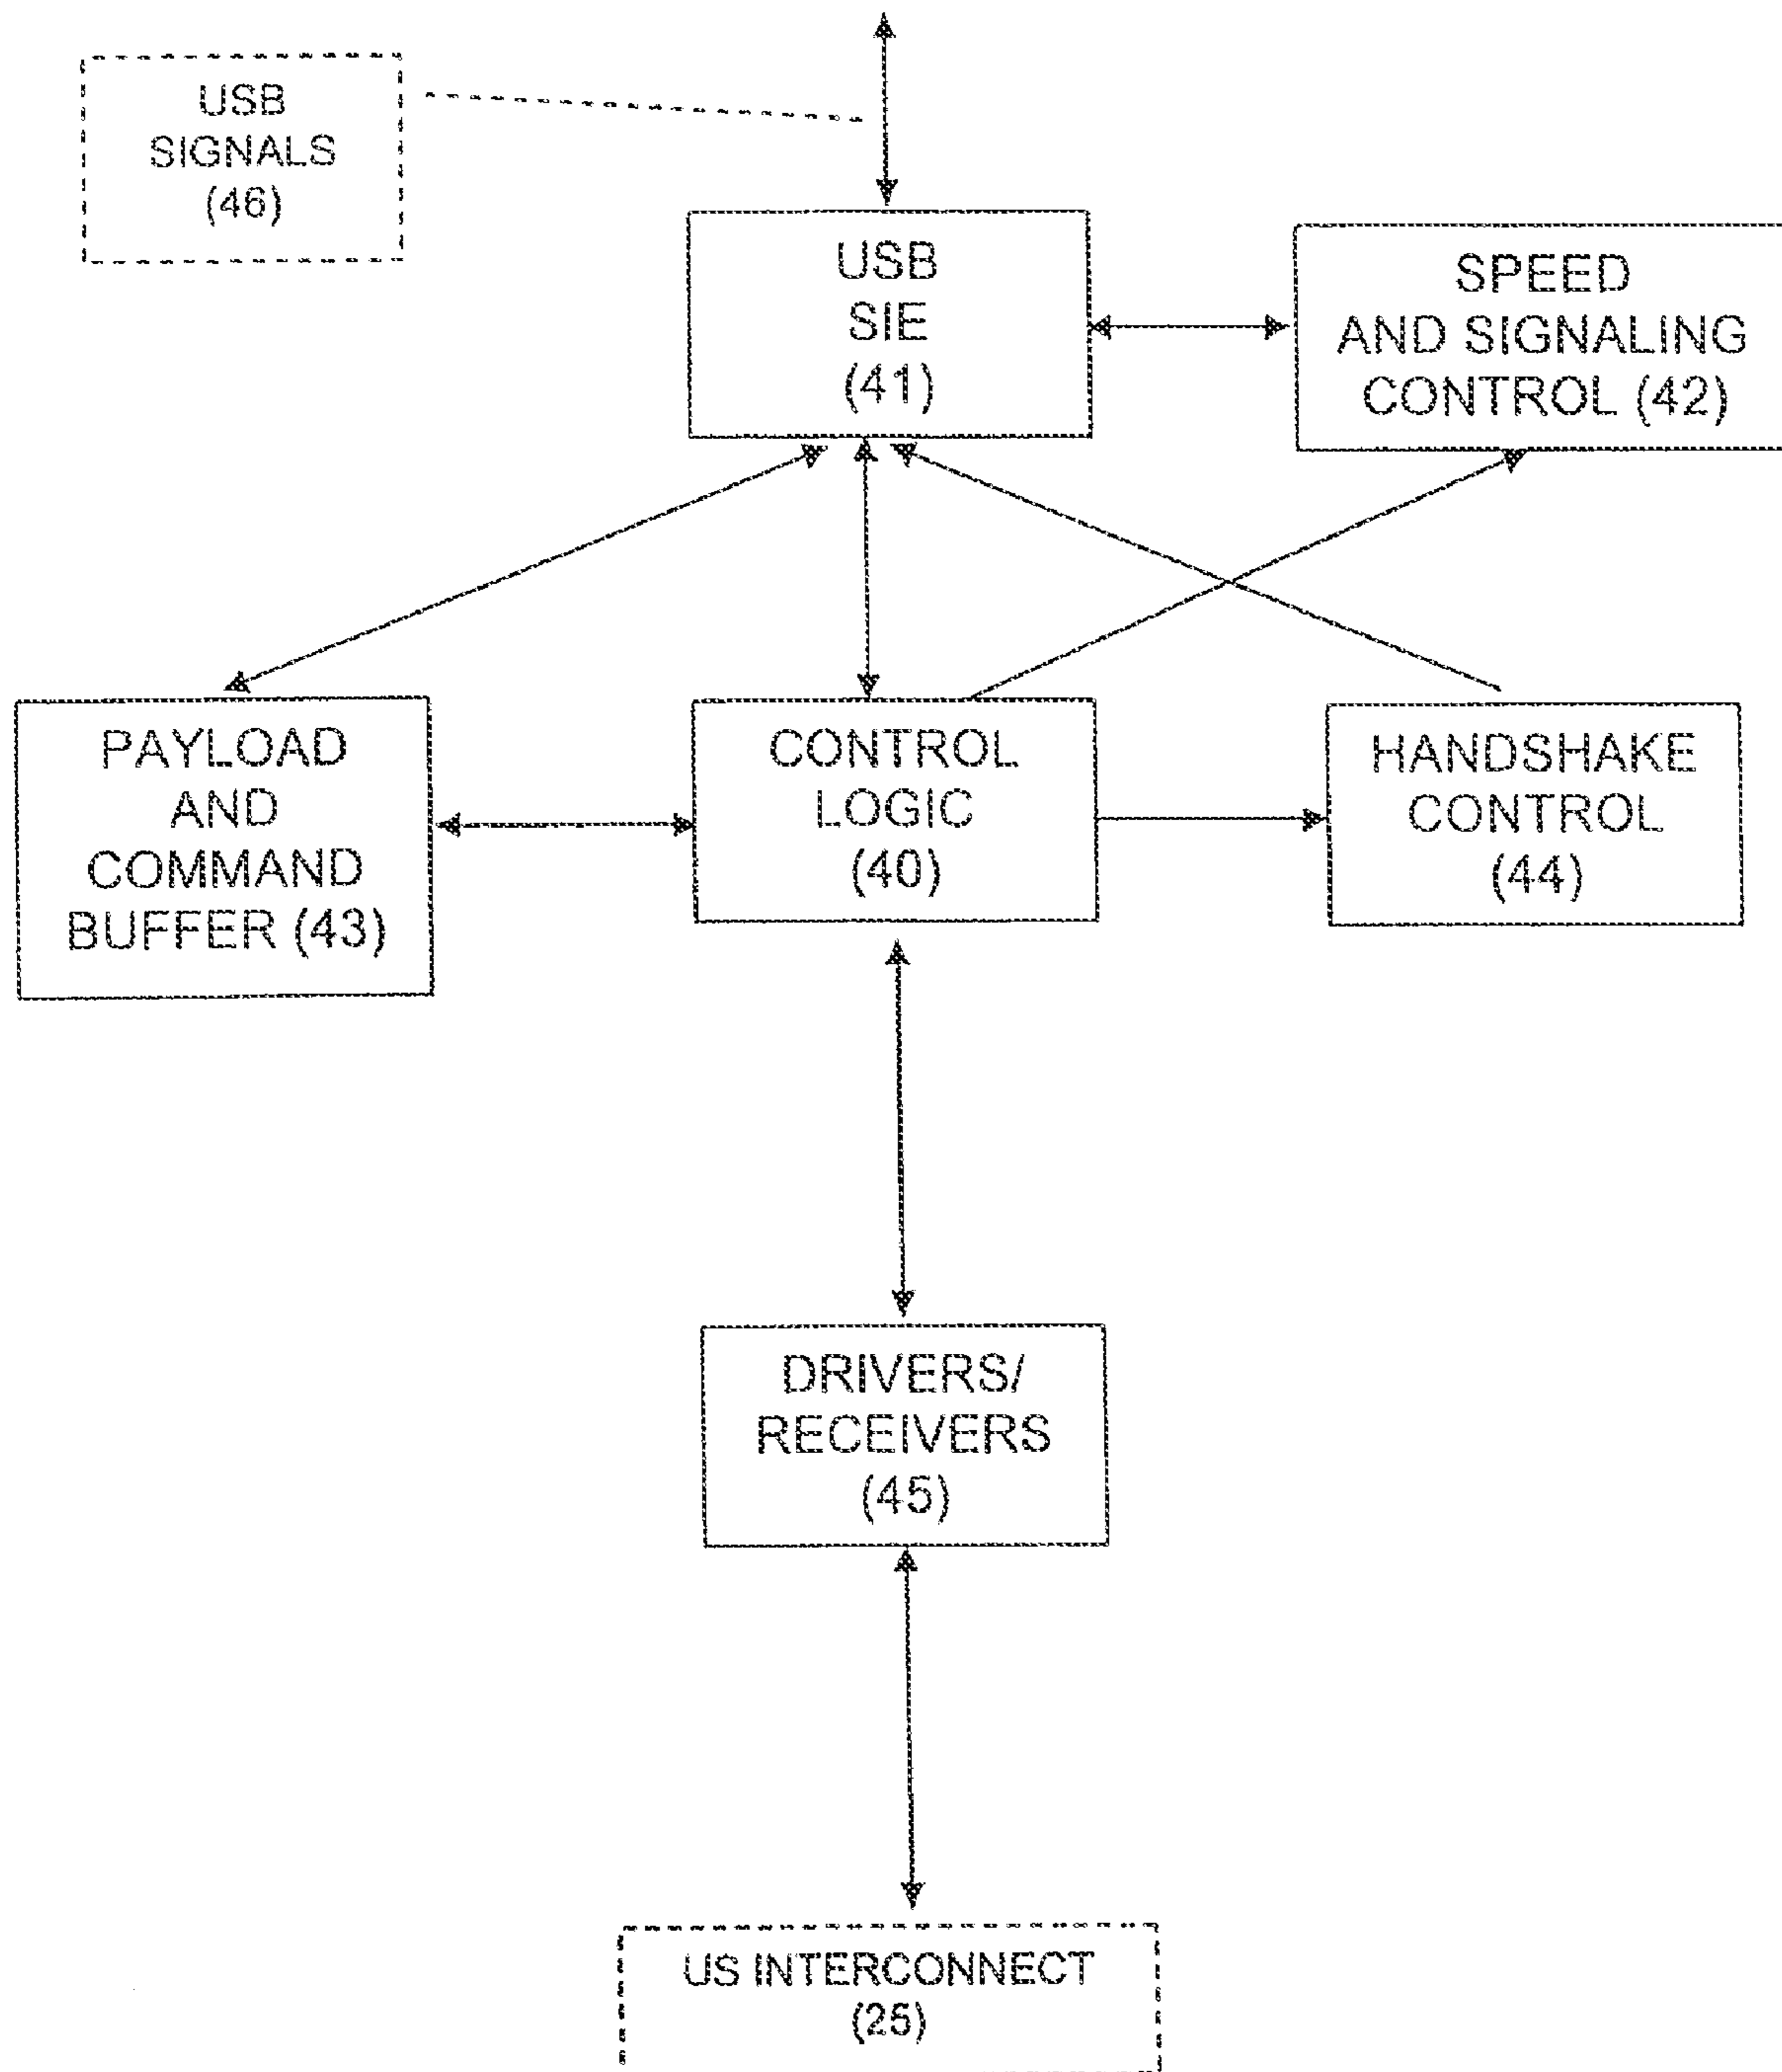 USB
SIGNALS
(46)
USB
SIE
(41)
SPEED
AND SIGNALING
CONTROL (42)
PAYLOAD
AND
COMMAND
BUFFER (43)
CONTROL
LOGIC
(40)
HANDSHAKE
CONTROL
(44)
DRIVERS/
RECEIVERS
(45)
US INTERCONNECT
(25)